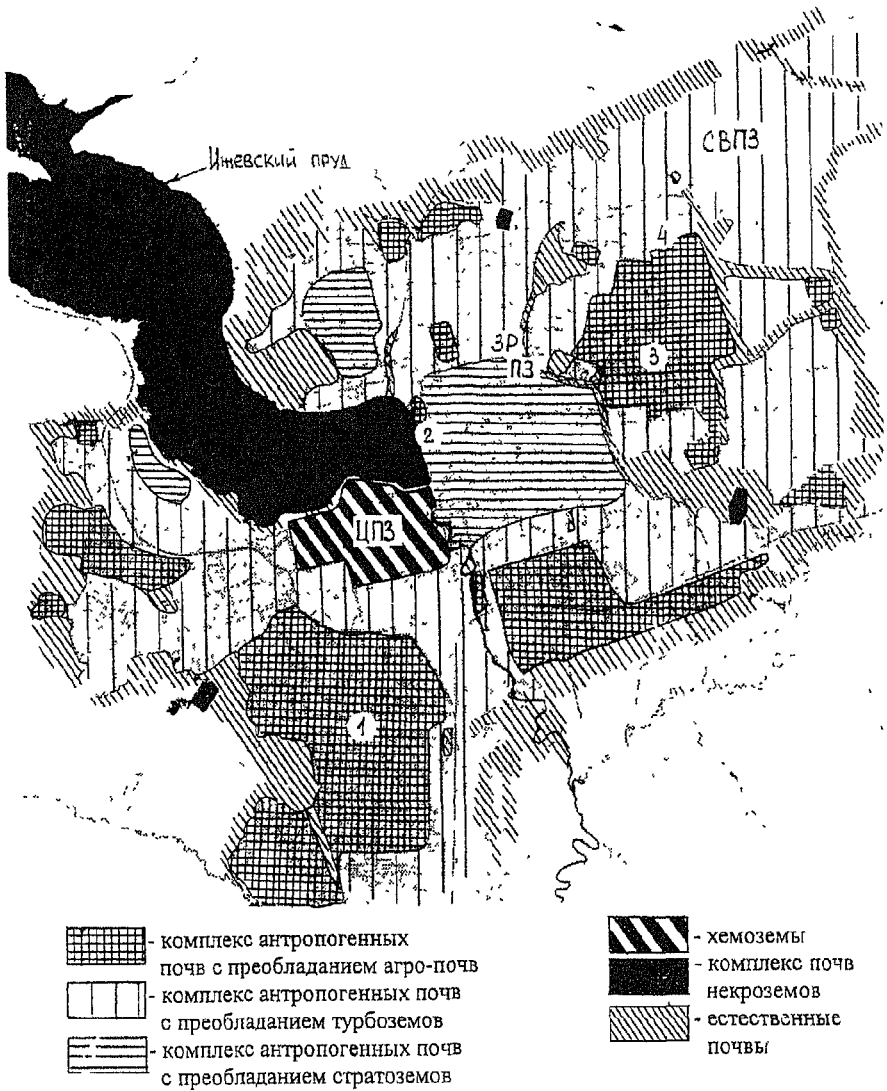 Ижевский пруд
СВПЗ
4
ЗР
ПЗ
3
2
ЦПЗ
1
- комплекс антропогенных
почв с преобладанием агро-почв
- комплекс антропогенных почв
с преобладанием турбоземов
- комплекс антропогенных почв
с преобладанием стратоземов
- хемоземы
- комплекс почв
некроземов
- естественные
почвы